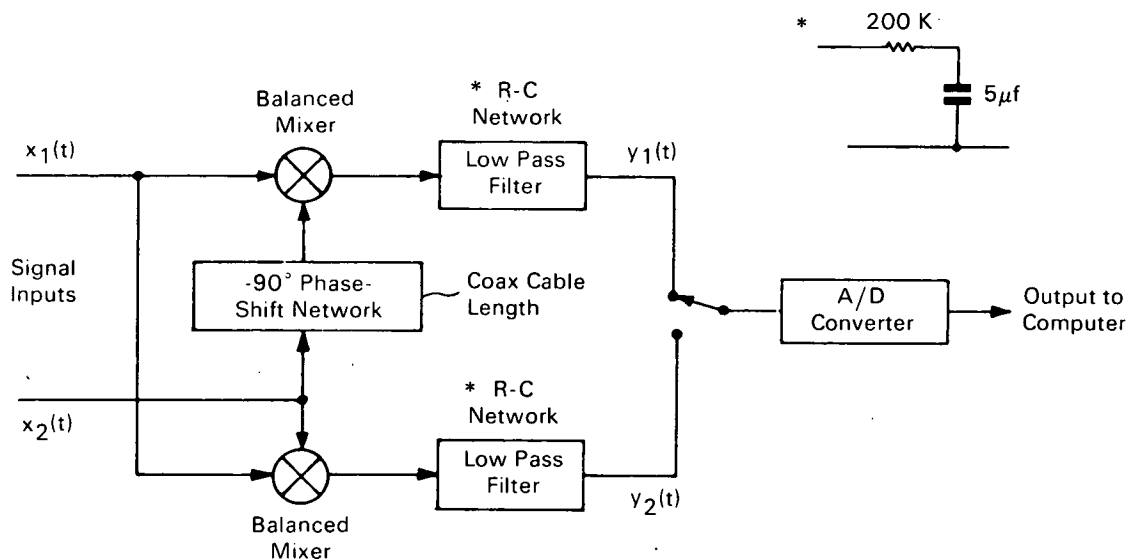 * 200 K
5μf
* R-C
Network
Balanced
Mixer
x₁(t)
Low Pass
Filter
y₁(t)
Signal
Inputs
-90° Phase-
Shift Network
Coax Cable
Length
A/D
Converter
Output to
Computer
* R-C
Network
x₂(t)
Low Pass
Filter
y₂(t)
Balanced
Mixer